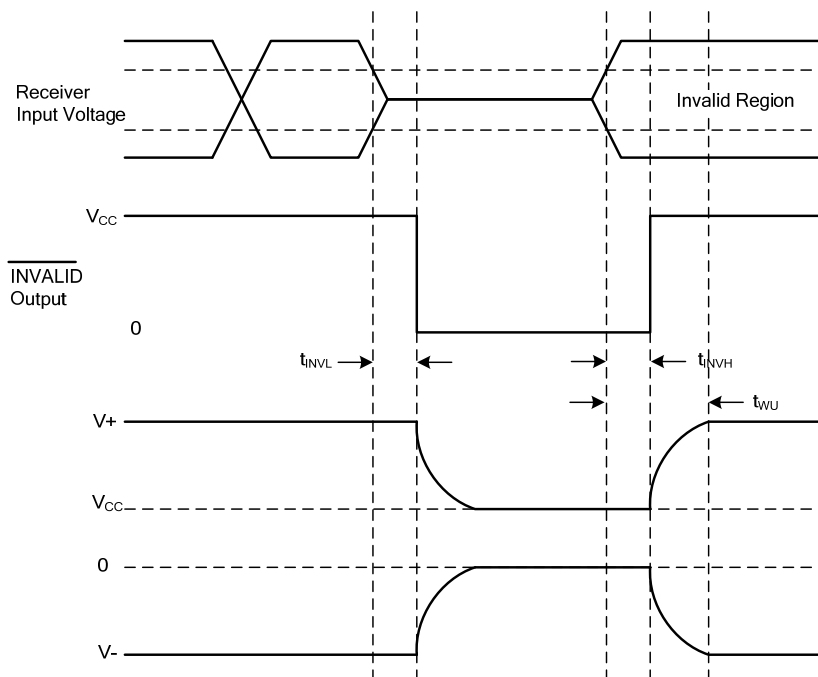 Receiver
Input Voltage
Invalid Region
VCC
INVALID
Output
0
tINVL
tINVH
tWU
V+
VCC
0
V-